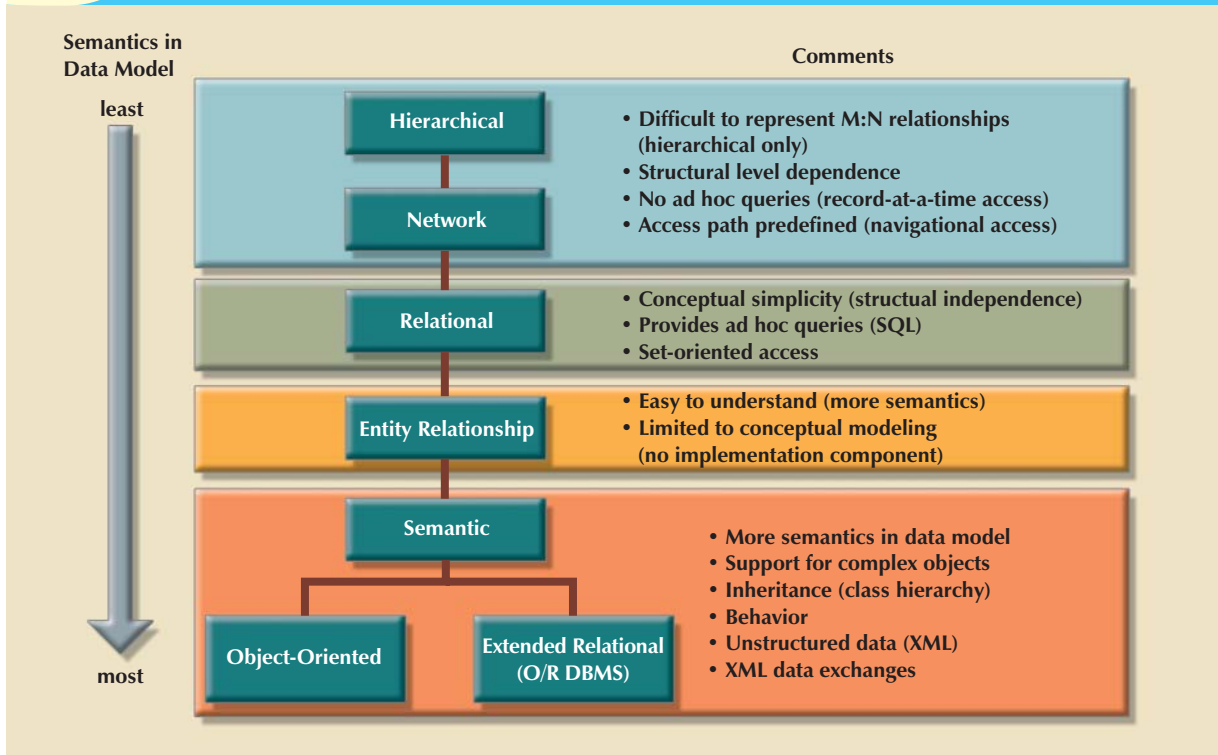 Semantics in
Data Model
least
most
Comments
Hierarchical
Network
• Difficult to represent M:N relationships
(hierarchical only)
• Structural level dependence
• No ad hoc queries (record-at-a-time access)
• Access path predefined (navigational access)
Relational
• Conceptual simplicity (structual independence)
• Provides ad hoc queries (SQL)
• Set-oriented access
Entity Relationship
• Easy to understand (more semantics)
• Limited to conceptual modeling
(no implementation component)
Semantic
Object-Oriented
Extended Relational
(O/R DBMS)
• More semantics in data model
• Support for complex objects
• Inheritance (class hierarchy)
• Behavior
• Unstructured data (XML)
• XML data exchanges